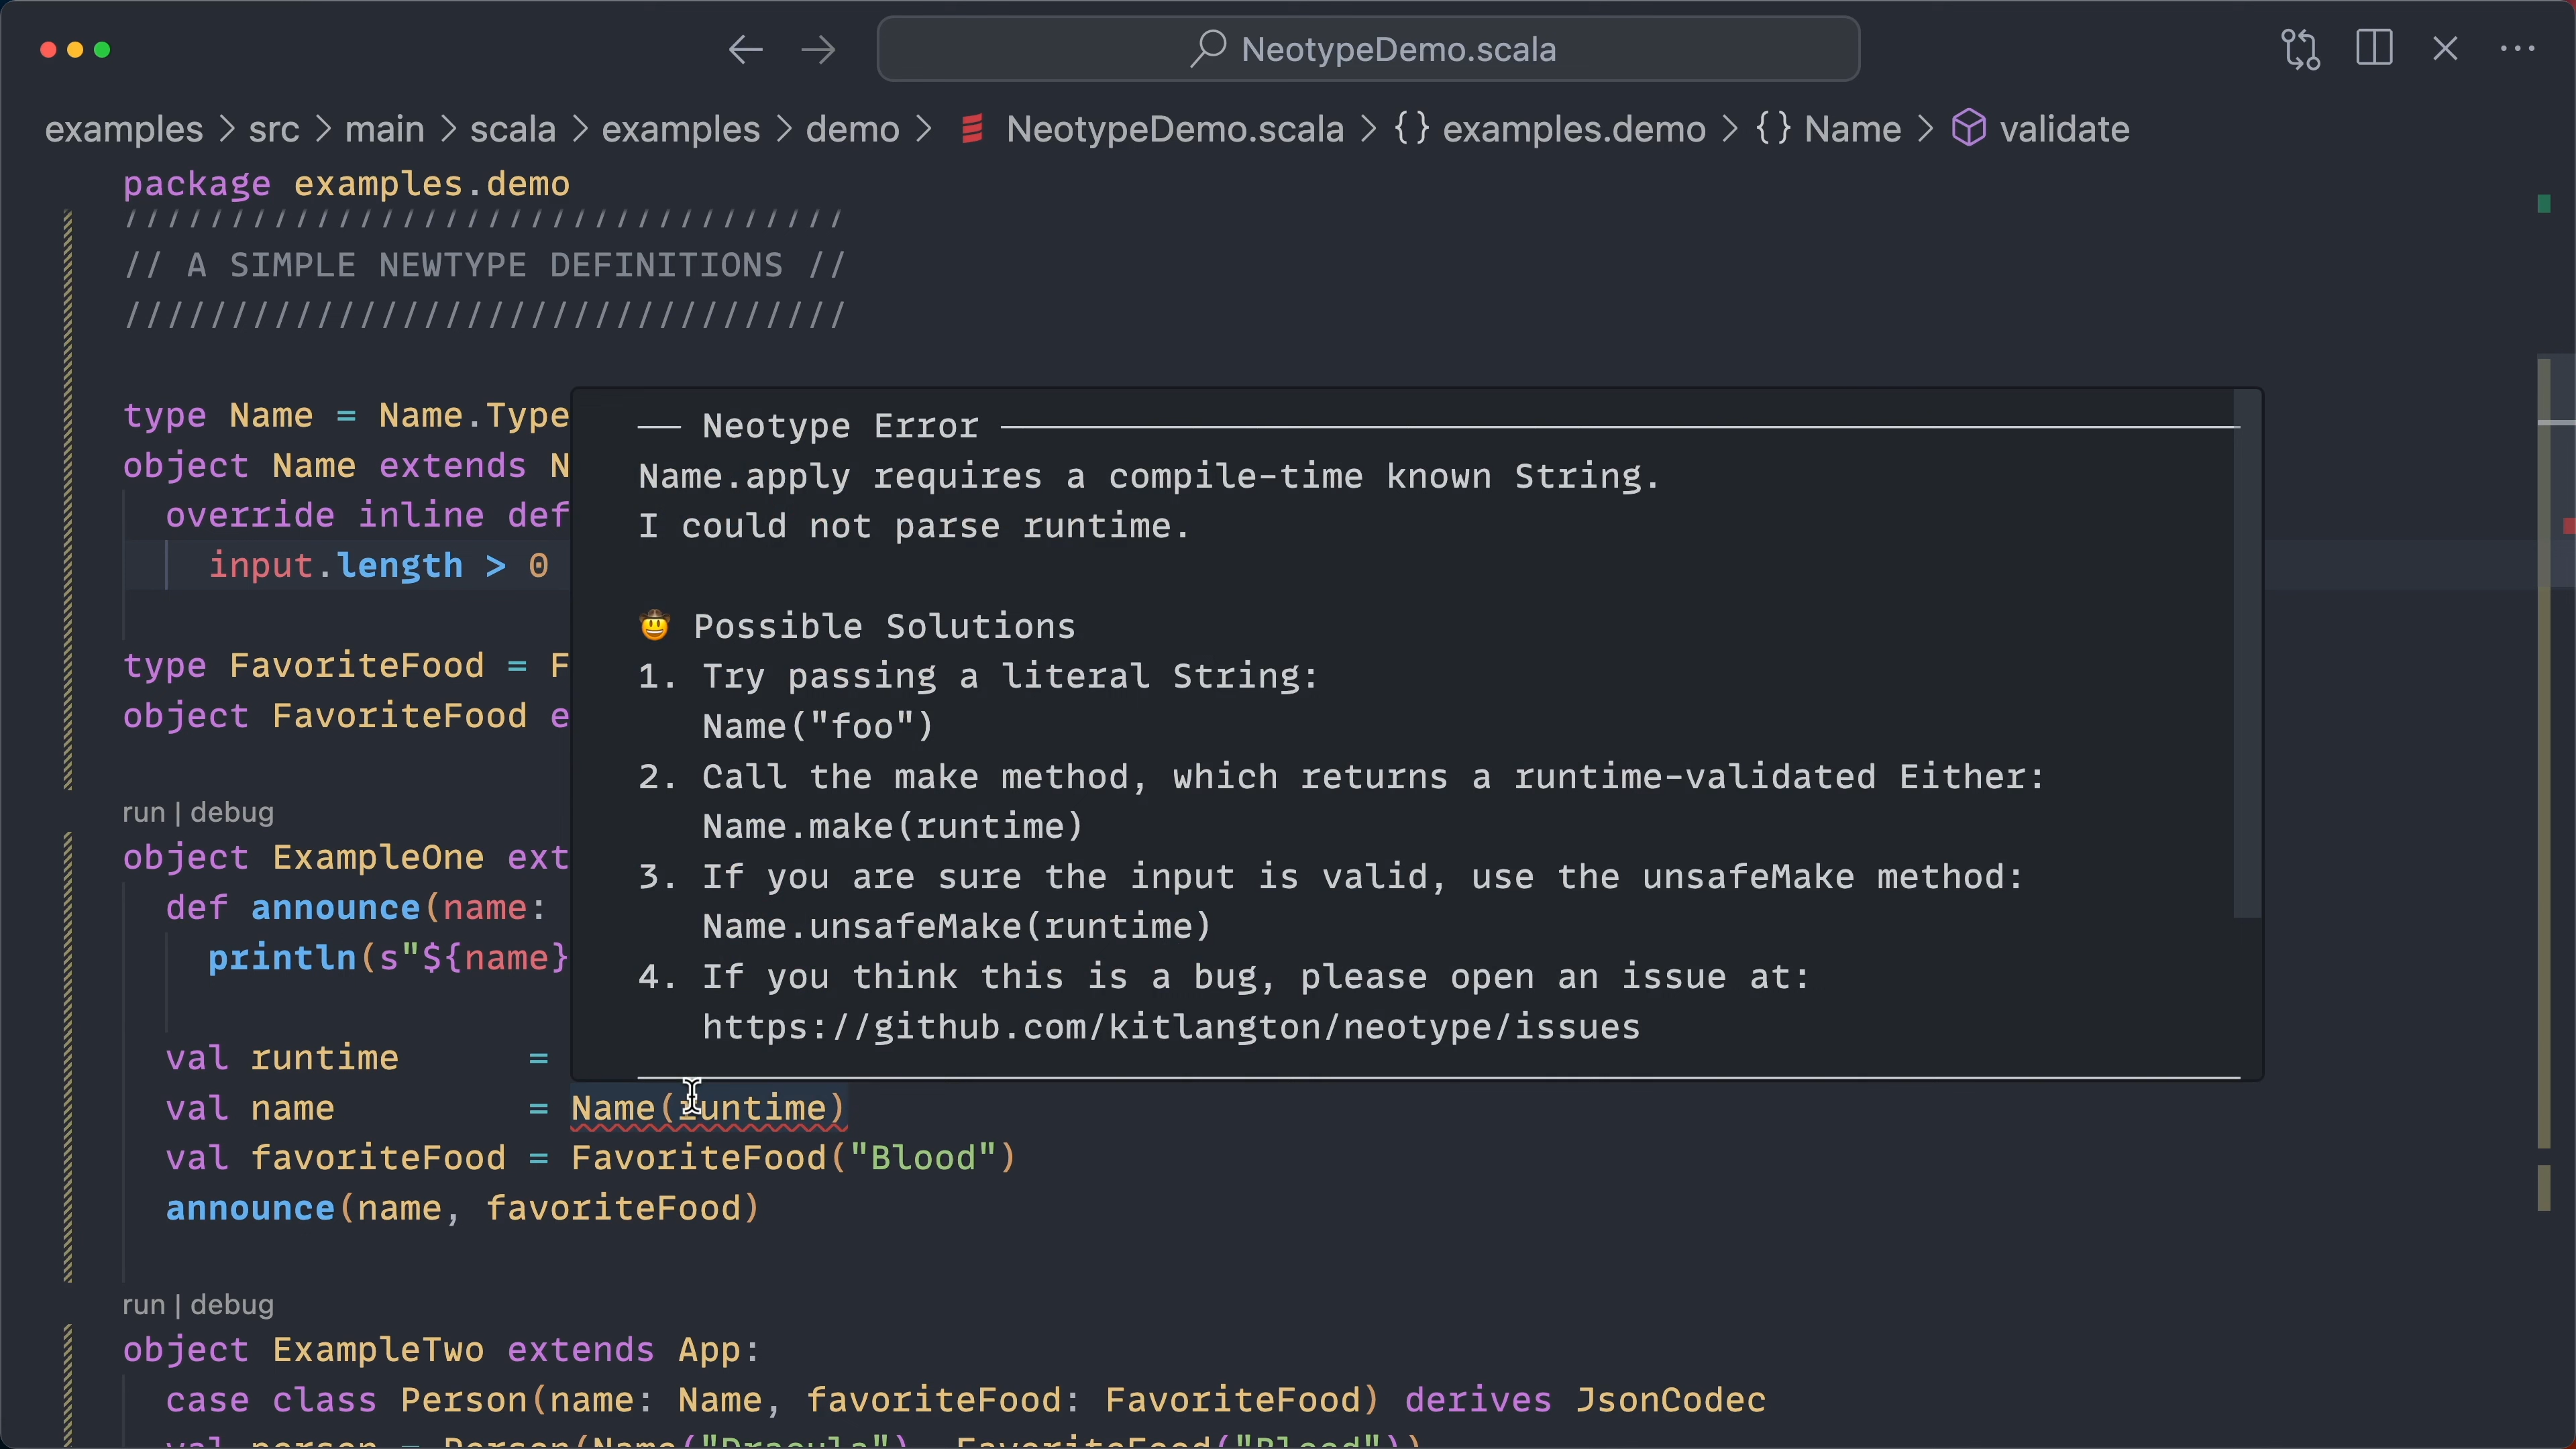 NeotypeDemo.scala
examples > src > main > scala > examples > demo > NeotypeDemo.scala > {} examples.demo > {} Name > validate
package examples.demo
//////////////////////////////////
// A SIMPLE NEWTYPE DEFINITIONS //
//////////////////////////////////
type Name = Name.Type
object Name extends N
override inline def
input.length > 0
type FavoriteFood = F
object FavoriteFood e
run | debug
object ExampleOne ext
def announce(name:
println(s"${name}
val runtime =
val name = Name(runtime)
val favoriteFood = FavoriteFood("Blood")
announce(name, favoriteFood)
run | debug
object ExampleTwo extends App:
case class Person(name: Name, favoriteFood: FavoriteFood) derives JsonCodec
val person = Person(Name("Dracula"), FavoriteFood("Blood"))
Neotype Error
Name.apply requires a compile-time known String.
I could not parse runtime.
🤠 Possible Solutions
1. Try passing a literal String:
Name("foo")
2. Call the make method, which returns a runtime-validated Either:
Name.make(runtime)
3. If you are sure the input is valid, use the unsafeMake method:
Name.unsafeMake(runtime)
4. If you think this is a bug, please open an issue at:
https://github.com/kitlangton/neotype/issues